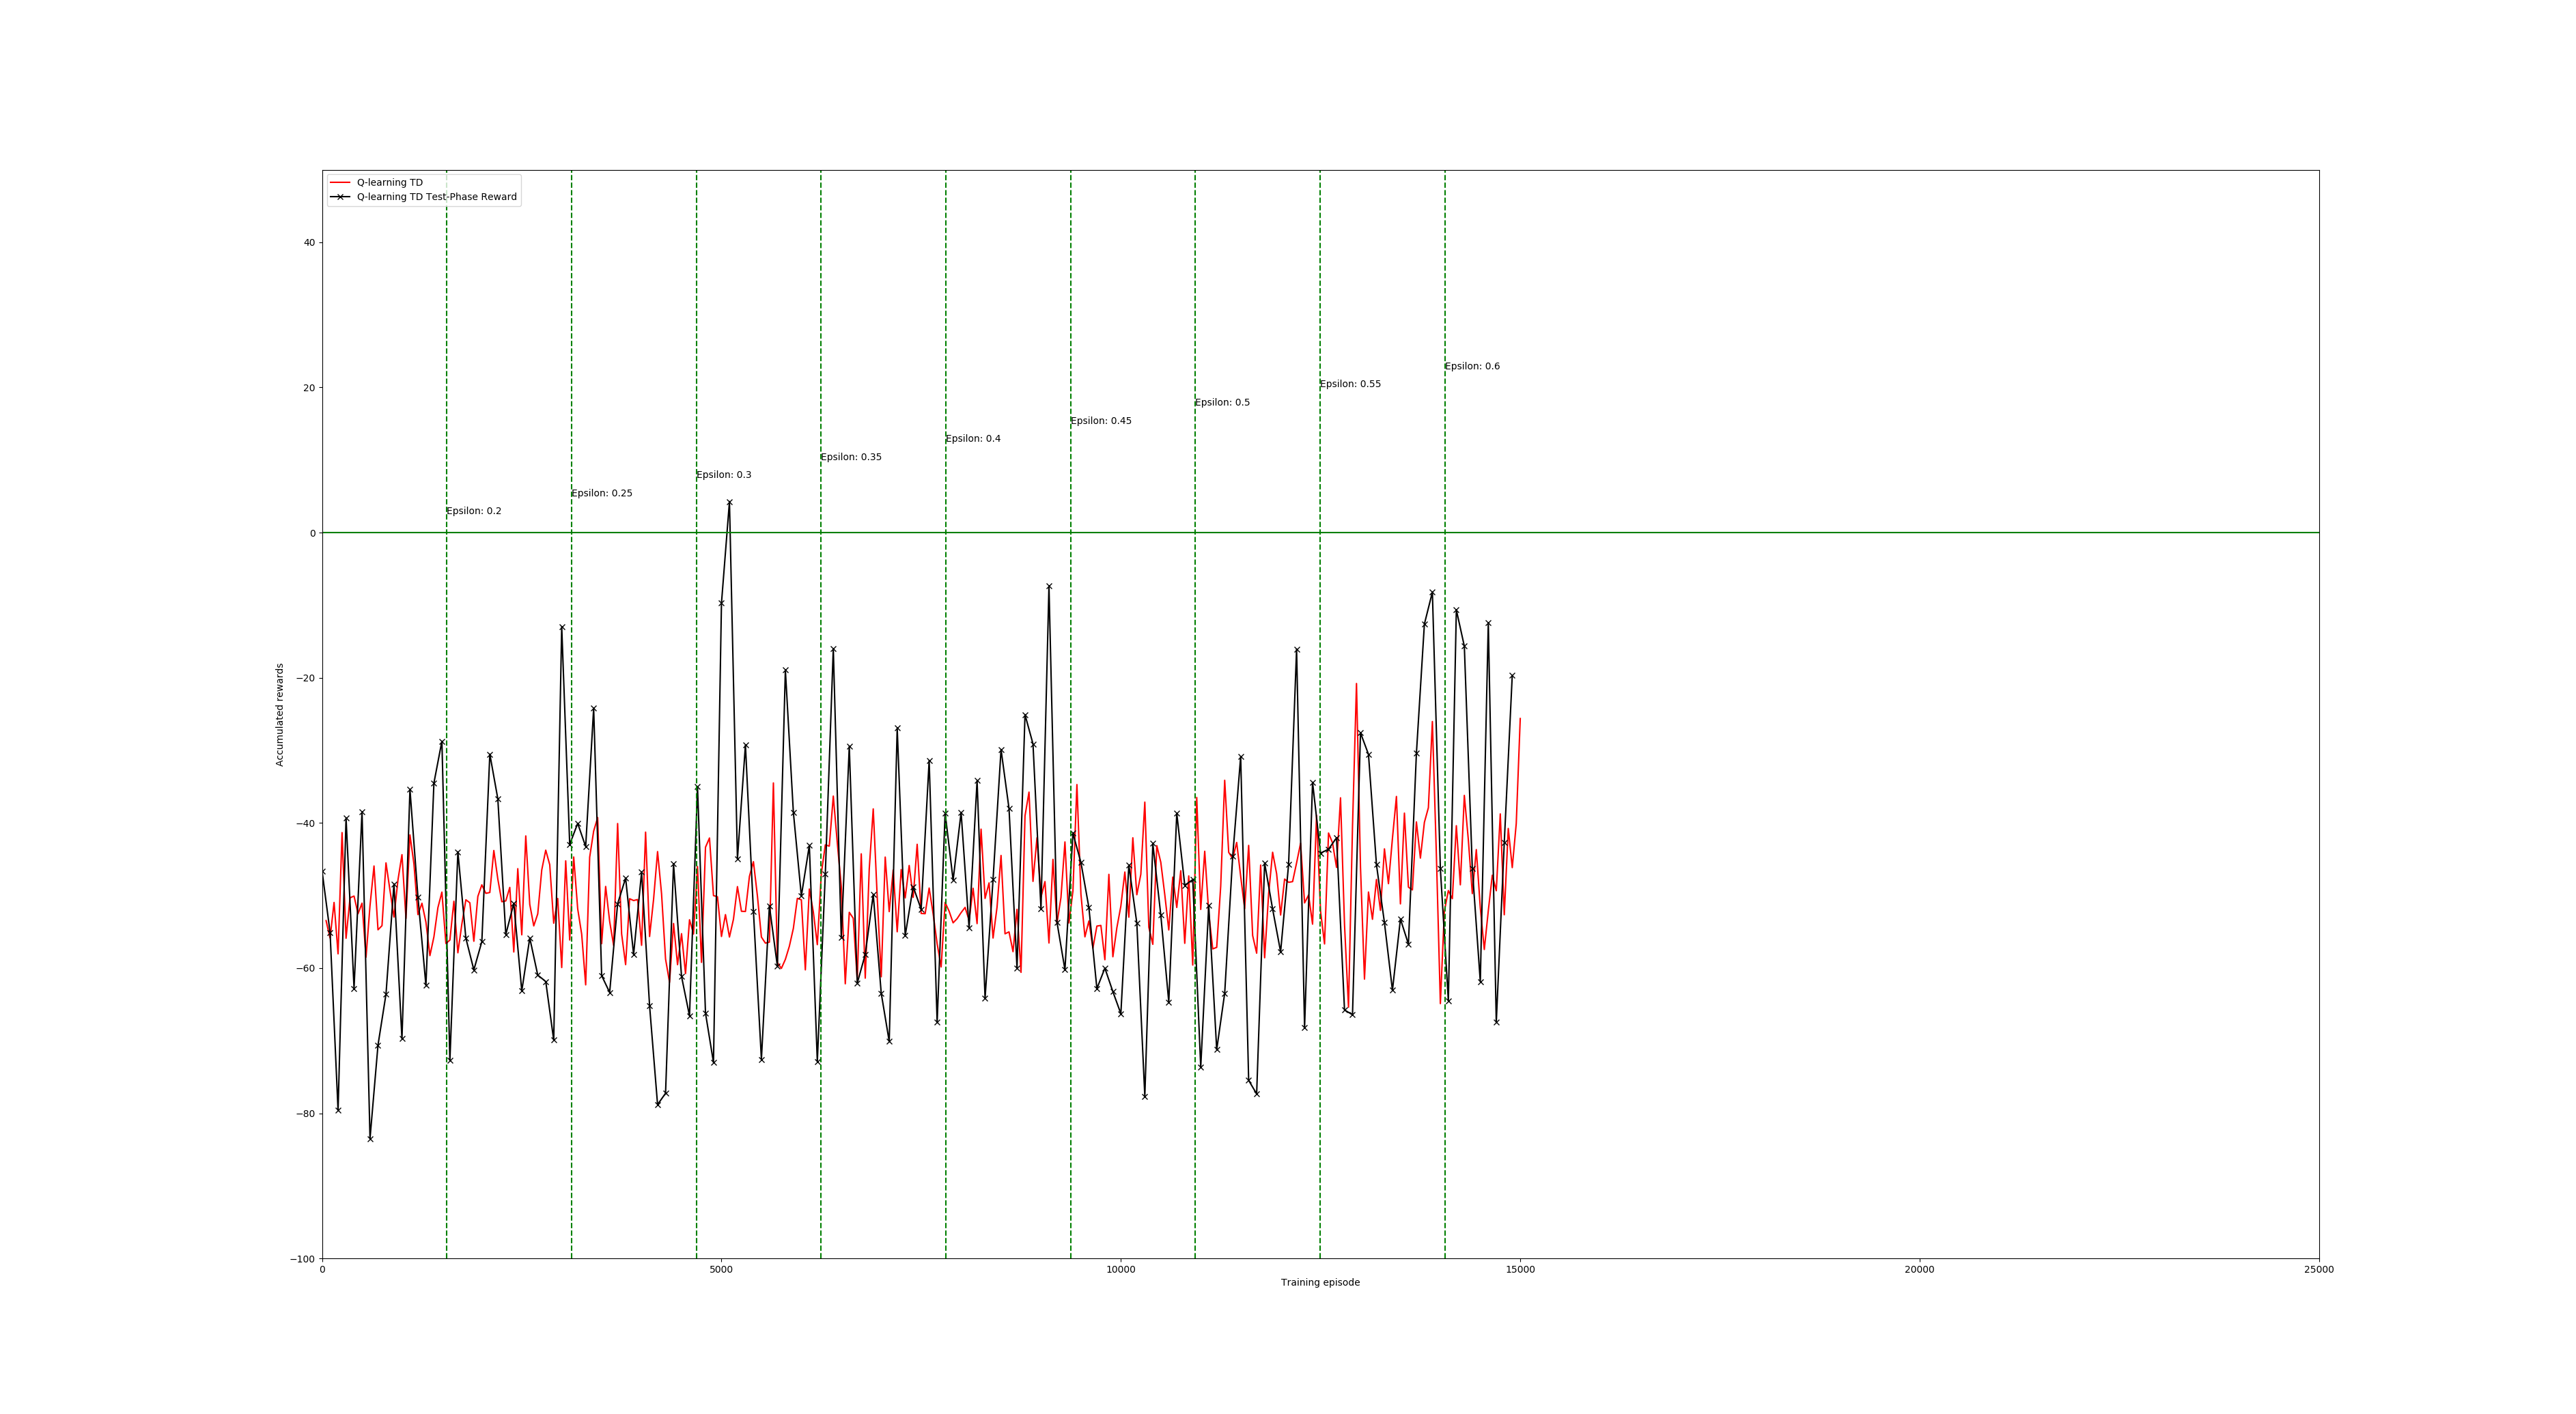 Q-learning TD
Q-learning TD Test-Phase Reward
40
20
0
−20
−40
−60
−80
−100
Accumulated rewards
Epsilon: 0.2
Epsilon: 0.25
Epsilon: 0.3
Epsilon: 0.35
Epsilon: 0.4
Epsilon: 0.45
Epsilon: 0.5
Epsilon: 0.55
Epsilon: 0.6
0
5000
10000
15000
20000
25000
Training episode